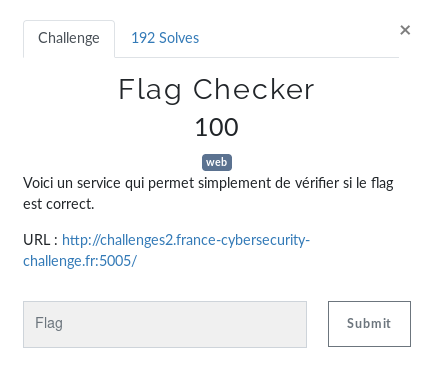 Challenge
192 Solves
×
Flag Checker
100
web
Voici un service qui permet simplement de vérifier si le flag
est correct.
URL : http://challenges2.france-cybersecurity-
challenge.fr:5005/
Flag
Submit